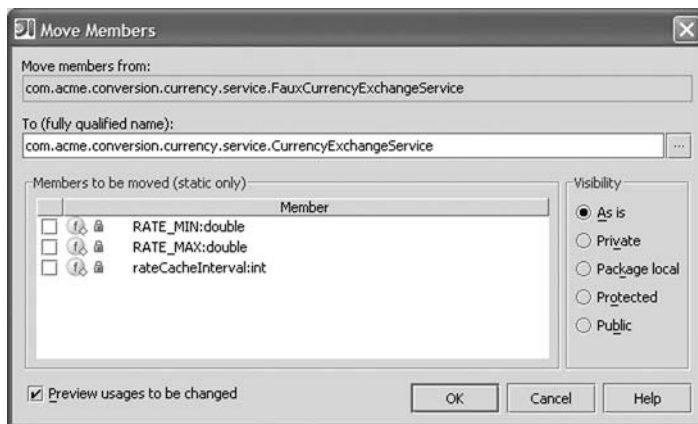 Move Members
Move members from:
com.acme.conversion.currency.service.FauxCurrencyExchangeService
To (fully qualified name):
com.acme.conversion.currency.service.CurrencyExchangeService
...
Members to be moved (static only)
Member
RATE_MIN:double
RATE_MAX:double
rateCacheInterval:int
Visibility
As is
Private
Package local
Protected
Public
Preview usages to be changed
OK
Cancel
Help